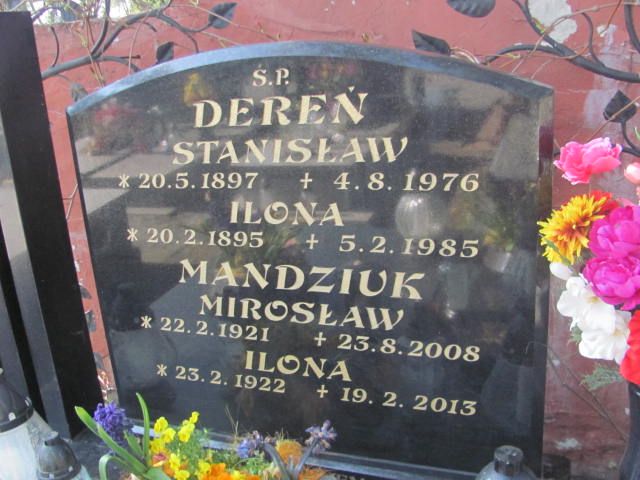 Ś.P.
DEREŃ
STANISŁAW
* 20.5.1897 + 4.8.1976
ILONA
* 20.2.1895 + 5.2.1985
MANDZIUK
MIROSŁAW
* 22.2.1921 + 23.8.2008
ILONA
* 23.2.1922 + 19.2.2013